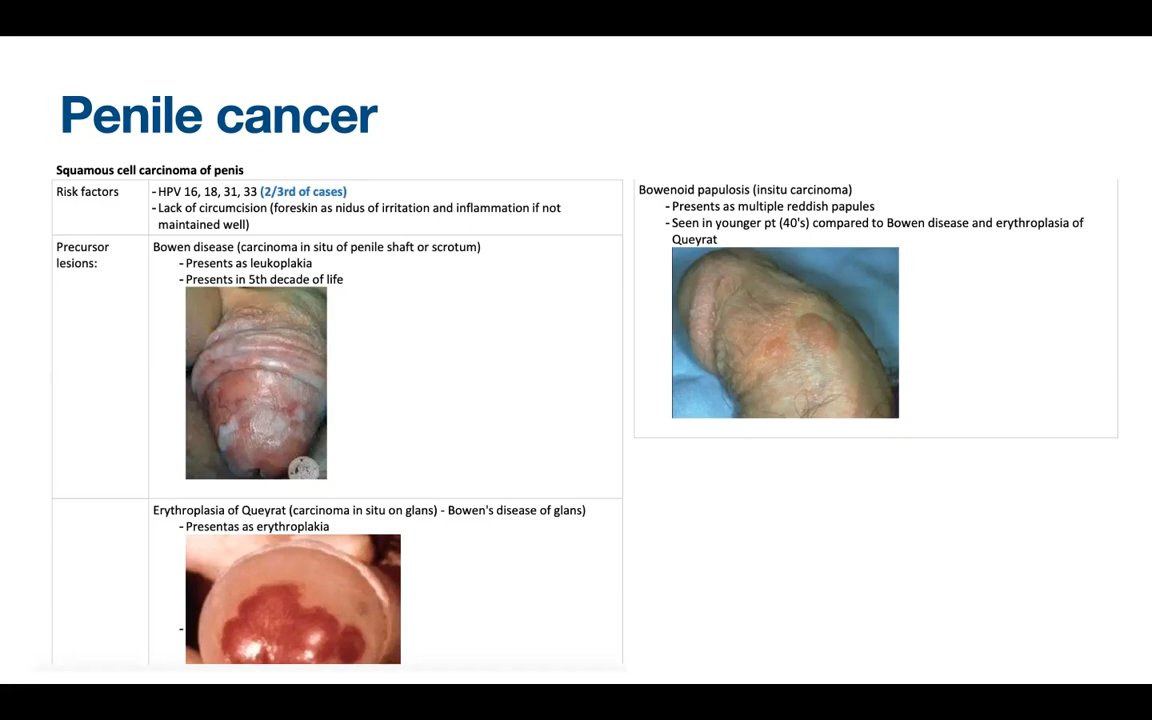 Penile cancer
Squamous cell carcinoma of penis
Risk factors
- HPV 16, 18, 31, 33 (2/3rd of cases)
- Lack of circumcision (foreskin as nidus of irritation and inflammation if not
maintained well)
Precursor
lesions:
Bowen disease (carcinoma in situ of penile shaft or scrotum)
- Presents as leukoplakia
- Presents in 5th decade of life
Erythroplasia of Queyrat (carcinoma in situ on glans) - Bowen's disease of glans)
- Presentas as erythroplakia
-
Bowenoid papulosis (insitu carcinoma)
- Presents as multiple reddish papules
- Seen in younger pt (40's) compared to Bowen disease and erythroplasia of
Queyrat